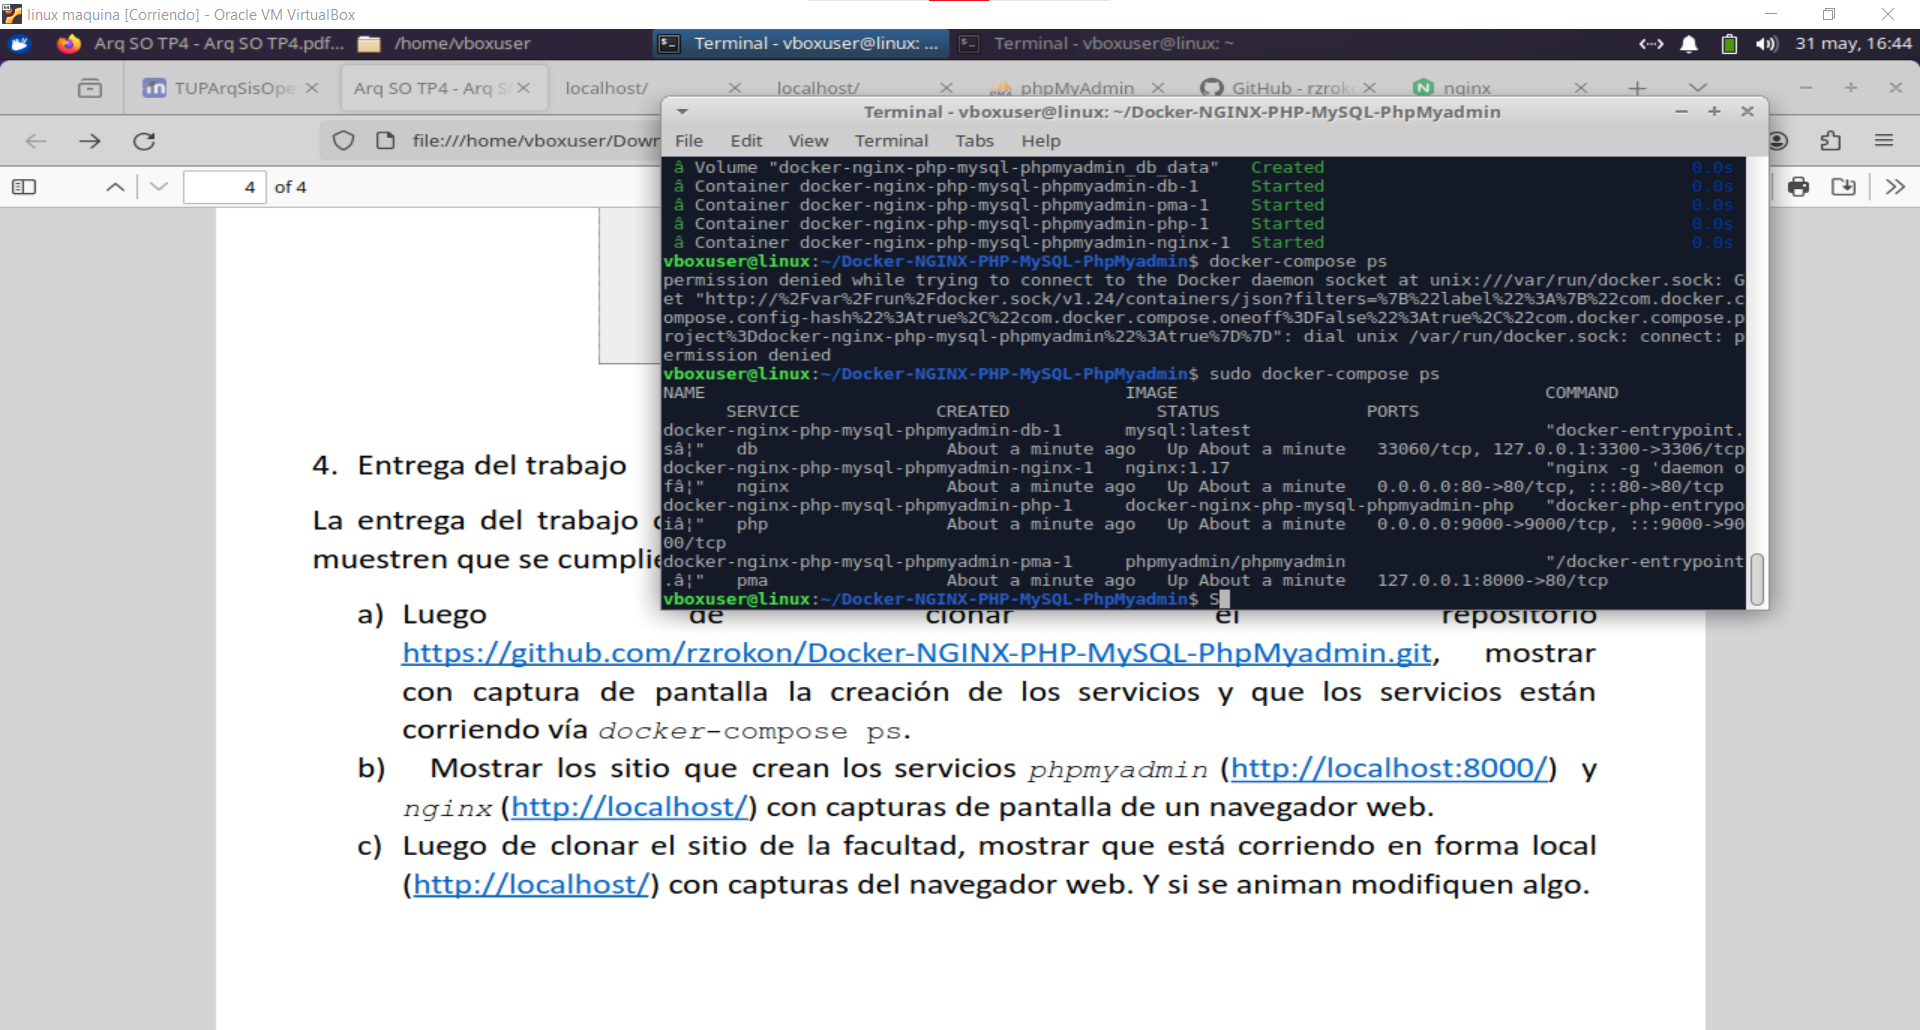 linux maquina [Corriendo] - Oracle VM VirtualBox
Arq SO TP4 - Arq SO TP4.pdf...
/home/vboxuser
Terminal - vboxuser@linux: ...
Terminal - vboxuser@linux: ~
31 may, 16:44
TUPArqSisOpe
Arq SO TP4 - Arq SO
localhost/
localhost/
phpMyAdmin
GitHub - rzroko
nginx
file:///home/vboxuser/Down
4 of 4
Terminal - vboxuser@linux: ~/Docker-NGINX-PHP-MySQL-PhpMyadmin
File Edit View Terminal Tabs Help
â Volume "docker-nginx-php-mysql-phpmyadmin_db_data" Created 0.0s
â Container docker-nginx-php-mysql-phpmyadmin-db-1 Started 0.0s
â Container docker-nginx-php-mysql-phpmyadmin-pma-1 Started 0.0s
â Container docker-nginx-php-mysql-phpmyadmin-php-1 Started 0.0s
â Container docker-nginx-php-mysql-phpmyadmin-nginx-1 Started 0.0s
vboxuser@linux:~/Docker-NGINX-PHP-MySQL-PhpMyadmin$ docker-compose ps
permission denied while trying to connect to the Docker daemon socket at unix:///var/run/docker.sock: G
et "http://%2Fvar%2Frun%2Fdocker.sock/v1.24/containers/json?filters=%7B%22label%22%3A%7B%22com.docker.c
ompose.config-hash%22%3Atrue%2C%22com.docker.compose.oneoff%3DFalse%22%3Atrue%2C%22com.docker.compose.p
roject%3Ddocker-nginx-php-mysql-phpmyadmin%22%3Atrue%7D%7D": dial unix /var/run/docker.sock: connect: p
ermission denied
vboxuser@linux:~/Docker-NGINX-PHP-MySQL-PhpMyadmin$ sudo docker-compose ps
NAME IMAGE COMMAND
SERVICE CREATED STATUS PORTS
docker-nginx-php-mysql-phpmyadmin-db-1 mysql:latest "docker-entrypoint.
sâ¦" db About a minute ago Up About a minute 33060/tcp, 127.0.0.1:3300->3306/tcp
docker-nginx-php-mysql-phpmyadmin-nginx-1 nginx:1.17 "nginx -g 'daemon o
fâ¦" nginx About a minute ago Up About a minute 0.0.0.0:80->80/tcp, :::80->80/tcp
docker-nginx-php-mysql-phpmyadmin-php-1 docker-nginx-php-mysql-phpmyadmin-php "docker-php-entrypo
iâ¦" php About a minute ago Up About a minute 0.0.0.0:9000->9000/tcp, :::9000->90
00/tcp
docker-nginx-php-mysql-phpmyadmin-pma-1 phpmyadmin/phpmyadmin "/docker-entrypoint
.â¦" pma About a minute ago Up About a minute 127.0.0.1:8000->80/tcp
vboxuser@linux:~/Docker-NGINX-PHP-MySQL-PhpMyadmin$ S
4. Entrega del trabajo
La entrega del trabajo
muestren que se cumplie
a) Luego de clonar el repositorio
https://github.com/rzrokon/Docker-NGINX-PHP-MySQL-PhpMyadmin.git, mostrar
con captura de pantalla la creación de los servicios y que los servicios están
corriendo vía docker-compose ps.
b) Mostrar los sitio que crean los servicios phpmyadmin (http://localhost:8000/) y
nginx (http://localhost/) con capturas de pantalla de un navegador web.
c) Luego de clonar el sitio de la facultad, mostrar que está corriendo en forma local
(http://localhost/) con capturas del navegador web. Y si se animan modifiquen algo.